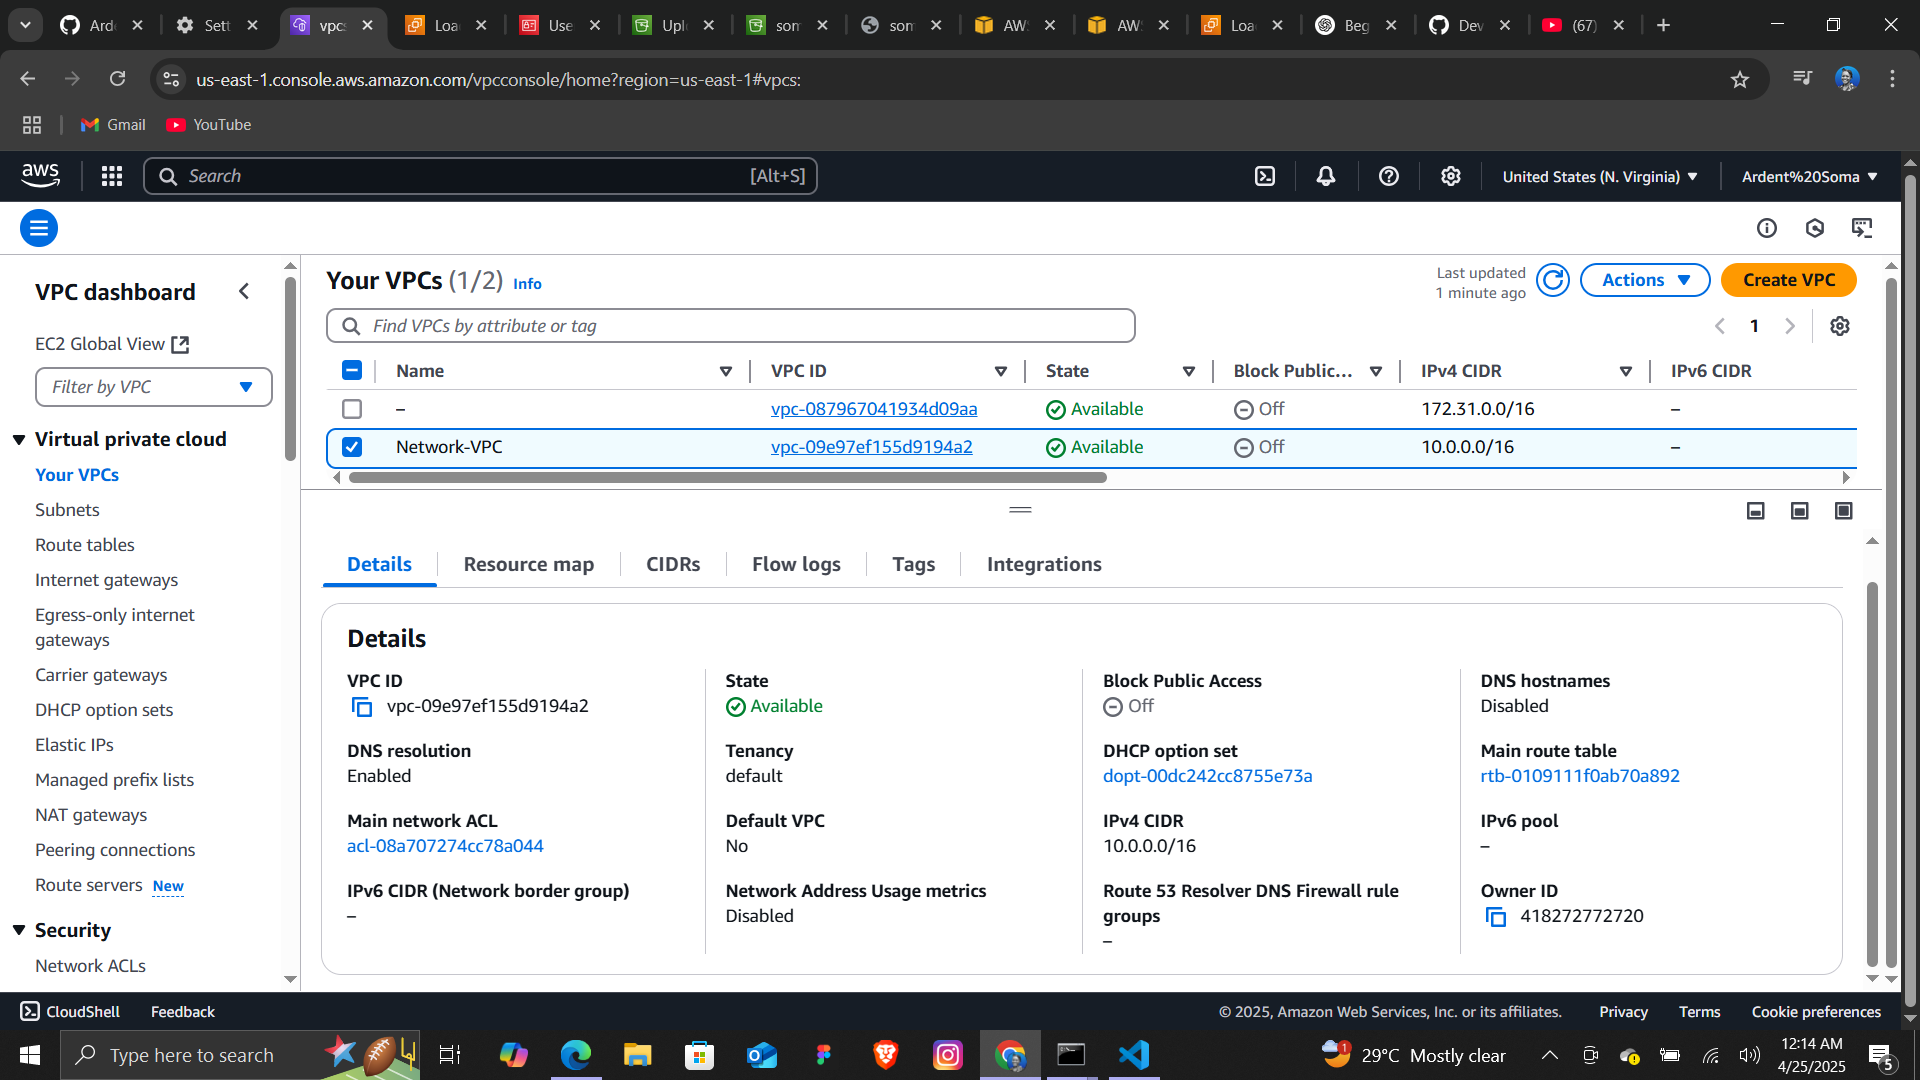 Arde
Sett
vpcs
Loa
Use
Uplo
som
som
AWS
AWS
Loa
Beg
Dev
(67)
us-east-1.console.aws.amazon.com/vpcconsole/home?region=us-east-1#vpcs:
Gmail
YouTube
aws
Search
[Alt+S]
United States (N. Virginia)
Ardent%20Soma
VPC dashboard
EC2 Global View
Filter by VPC
Virtual private cloud
Your VPCs
Subnets
Route tables
Internet gateways
Egress-only internet
gateways
Carrier gateways
DHCP option sets
Elastic IPs
Managed prefix lists
NAT gateways
Peering connections
Route servers New
Security
Network ACLs
Your VPCs (1/2) Info
Last updated
1 minute ago
Actions
Create VPC
Find VPCs by attribute or tag
1
Name VPC ID State Block Public... IPv4 CIDR IPv6 CIDR
– vpc-087967041934d09aa Available Off 172.31.0.0/16 –
Network-VPC vpc-09e97ef155d9194a2 Available Off 10.0.0.0/16 –
Details Resource map CIDRs Flow logs Tags Integrations
Details
VPC ID
vpc-09e97ef155d9194a2
State
Available
Block Public Access
Off
DNS hostnames
Disabled
DNS resolution
Enabled
Tenancy
default
DHCP option set
dopt-00dc242cc8755e73a
Main route table
rtb-0109111f0ab70a892
Main network ACL
acl-08a707274cc78a044
Default VPC
No
IPv4 CIDR
10.0.0.0/16
IPv6 pool
–
IPv6 CIDR (Network border group)
–
Network Address Usage metrics
Disabled
Route 53 Resolver DNS Firewall rule
groups
–
Owner ID
418272772720
CloudShell
Feedback
© 2025, Amazon Web Services, Inc. or its affiliates.
Privacy
Terms
Cookie preferences
Type here to search
1
29°C Mostly clear
12:14 AM
4/25/2025
5